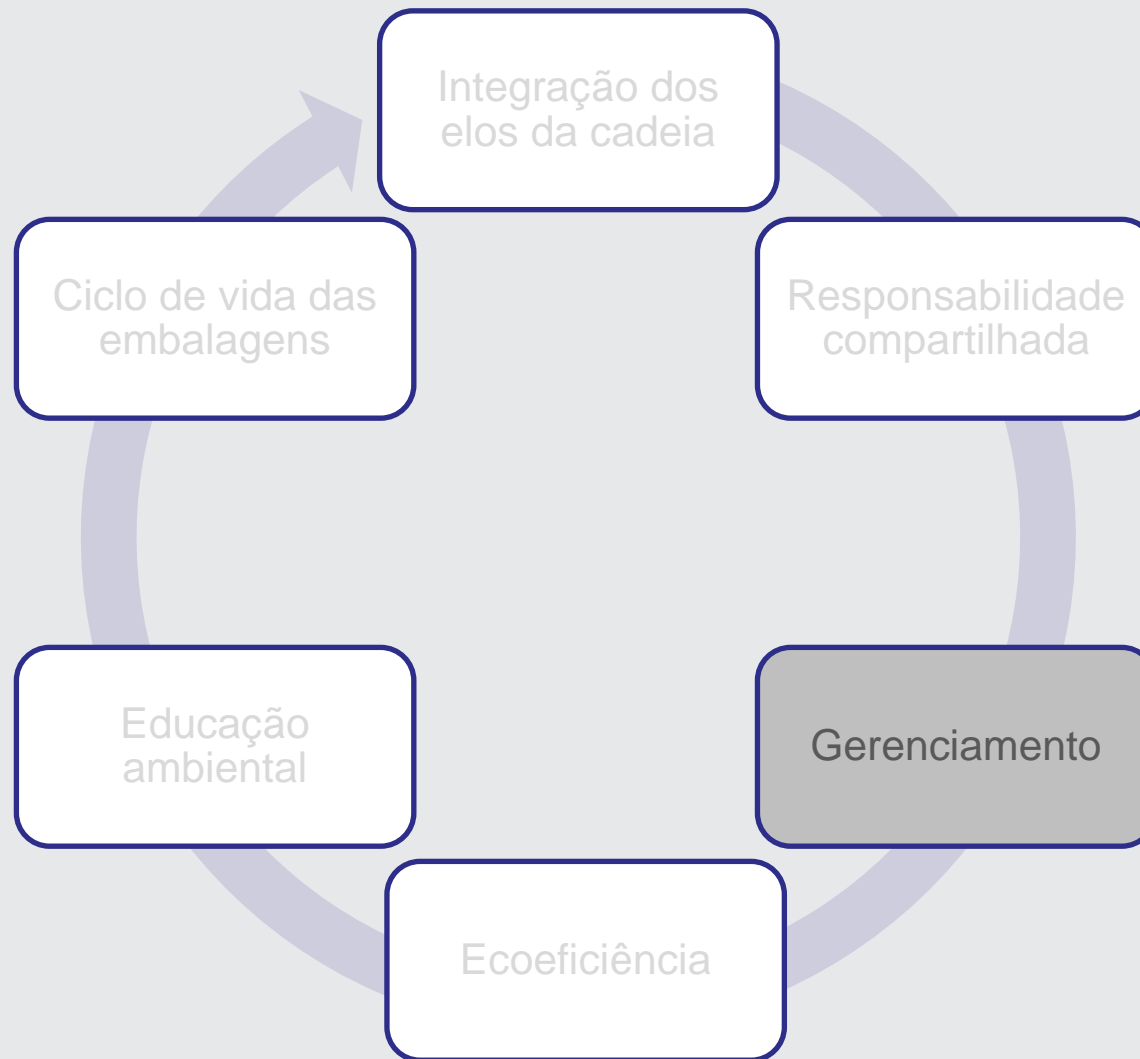 Integração dos
elos da cadeia
Responsabilidade
compartilhada
Gerenciamento
Ecoeficiência
Educação
ambiental
Ciclo de vida das
embalagens